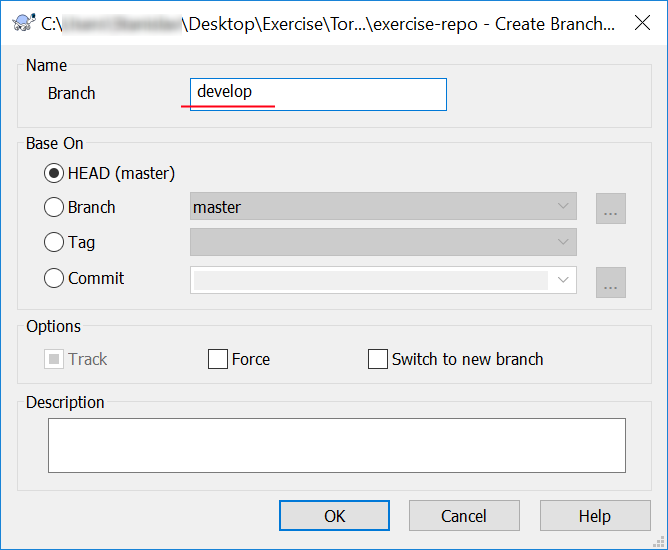 C:\ \Desktop\Exercise\Tor...\exercise-repo - Create Branch...
Name
Branch develop
Base On
HEAD (master)
Branch master ...
Tag
Commit ...
Options
Track Force Switch to new branch
Description
OK Cancel Help